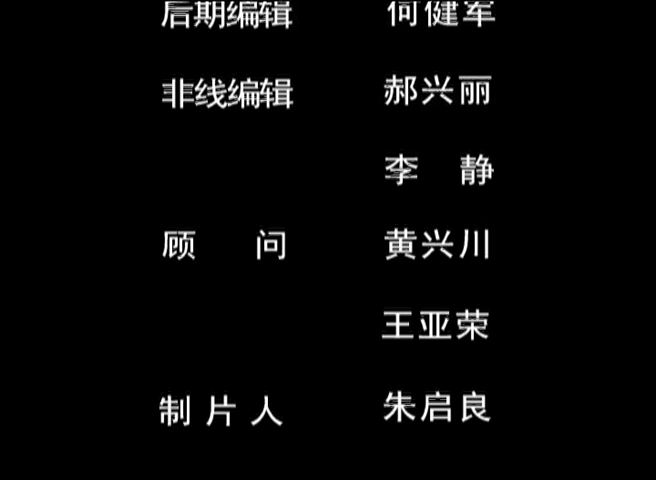 后期编辑 何健军
非线编辑 郝兴丽
李 静
顾 问 黄兴川
王亚荣
制 片 人 朱启良